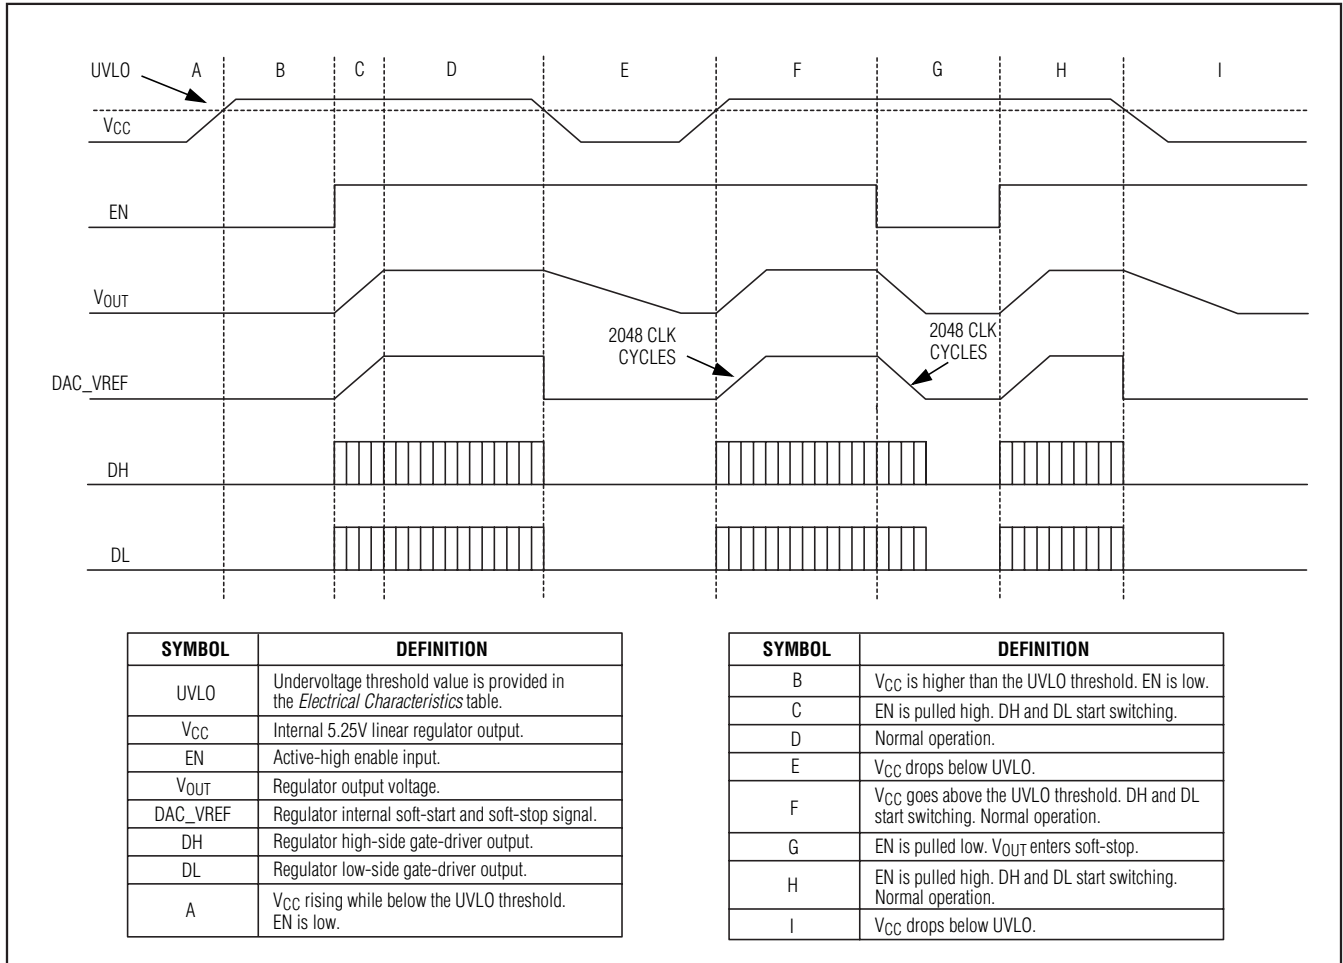 UVLO
A B C D E F G H I
VCC
EN
VOUT
2048 CLK
CYCLES
2048 CLK
CYCLES
DAC_VREF
DH
DL
SYMBOL DEFINITION
UVLO Undervoltage threshold value is provided in
the Electrical Characteristics table.
VCC Internal 5.25V linear regulator output.
EN Active-high enable input.
VOUT Regulator output voltage.
DAC_VREF Regulator internal soft-start and soft-stop signal.
DH Regulator high-side gate-driver output.
DL Regulator low-side gate-driver output.
A VCC rising while below the UVLO threshold.
EN is low.
SYMBOL DEFINITION
B VCC is higher than the UVLO threshold. EN is low.
C EN is pulled high. DH and DL start switching.
D Normal operation.
E VCC drops below UVLO.
F VCC goes above the UVLO threshold. DH and DL
start switching. Normal operation.
G EN is pulled low. VOUT enters soft-stop.
H EN is pulled high. DH and DL start switching.
Normal operation.
I VCC drops below UVLO.